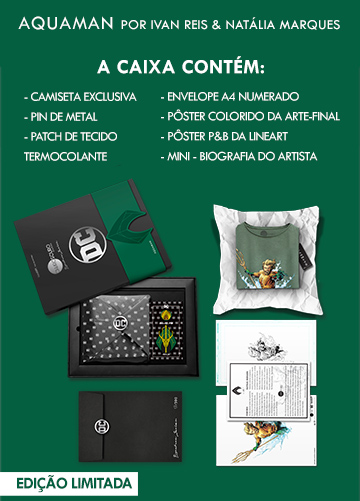 AQUAMAN POR IVAN REIS & NATÁLIA MARQUES
A CAIXA CONTÉM:
- CAMISETA EXCLUSIVA
- PIN DE METAL
- PATCH DE TECIDO
TERMOCOLANTE
- ENVELOPE A4 NUMERADO
- PÔSTER COLORIDO DA ARTE-FINAL
- PÔSTER P&B DA LINEART
- MINI - BIOGRAFIA DO ARTISTA
DC
DC
DC
EDIÇÃO LIMITADA